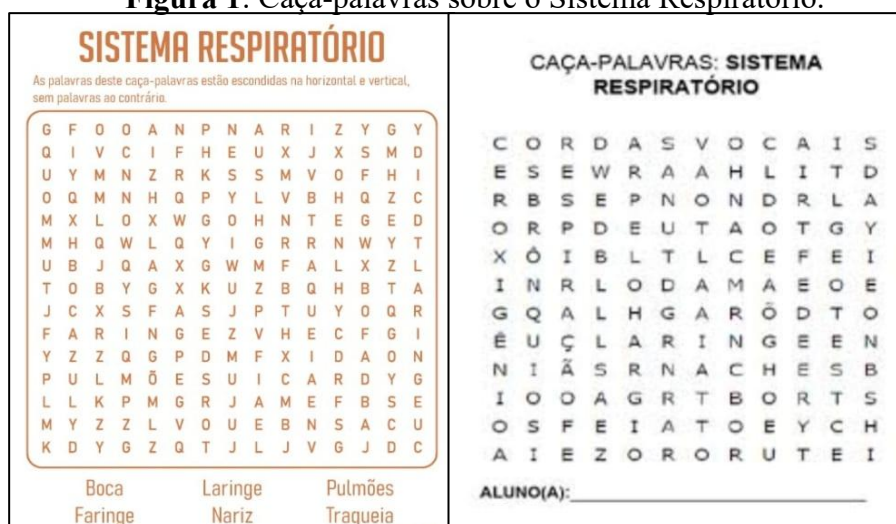 Figura 1. Caça-palavras sobre o Sistema Respiratório.
SISTEMA RESPIRATÓRIO
As palavras deste caça-palavras estão escondidas na horizontal e vertical,
sem palavras ao contrário.
G F O O A N P N A R I Z Y G Y
Q I V C I F H E U X J X S M D
U Y M N Z R K S S M V O F H I
O Q M N H Q P Y L V B H Q Z C
M X L O X W G O H N T E G E D
M H Q W L Q Y I G R R N W Y T
U B J Q A X G W M F A L X Z L
T O B Y G X K U Z B Q H B T A
J C X S F A S J P T U Y O Q R
F A R I N G E Z V H E C F G I
Y Z Z Q G P D M F X I D A O N
P U L M Õ E S U I C A R D Y G
L L K P M G R J A M E F B S E
M Y Z Z L V O U E B N S A C U
K D Y G Z Q T J L J V G J D C
Boca Laringe Pulmões
Faringe Nariz Traqueia
CAÇA-PALAVRAS: SISTEMA
RESPIRATÓRIO
C O R D A S V O C A I S
E S E W R A A H L I T D
R B S E P N O N D R L A
O R P D E U T A O T G Y
X Ô I B L T L C E F E I
I N R L O D A M A E O E
G Q A L H G A R Õ D T O
Ê U Ç L A R I N G E E N
N I Ã S R N A C H E S B
I O O A G R T B O R T S
O S F E I A T O E Y C H
A I E Z O R O R U T E I
ALUNO(A):